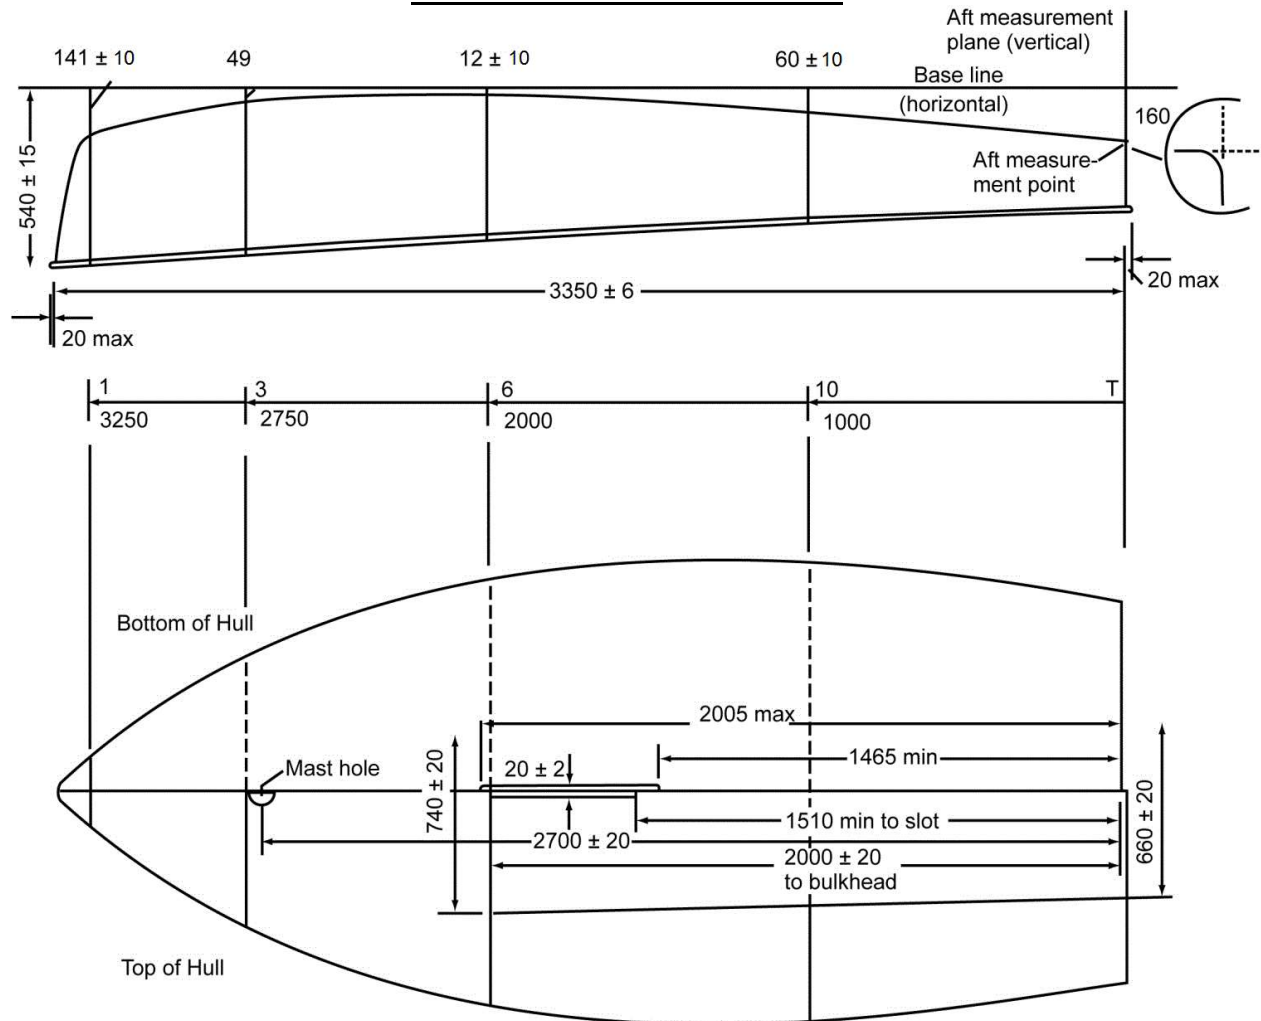 Aft measurement
plane (vertical)
141 ± 10
49
12 ± 10
60 ± 10
Base line
(horizontal)
160
Aft measure-
ment point
540 ± 15
3350 ± 6
20 max
20 max
1
3
6
10
T
3250
2750
2000
1000
Bottom of Hull
2005 max
1465 min
Mast hole
20 ± 2
740 ± 20
1510 min to slot
2700 ± 20
2000 ± 20
to bulkhead
660 ± 20
Top of Hull